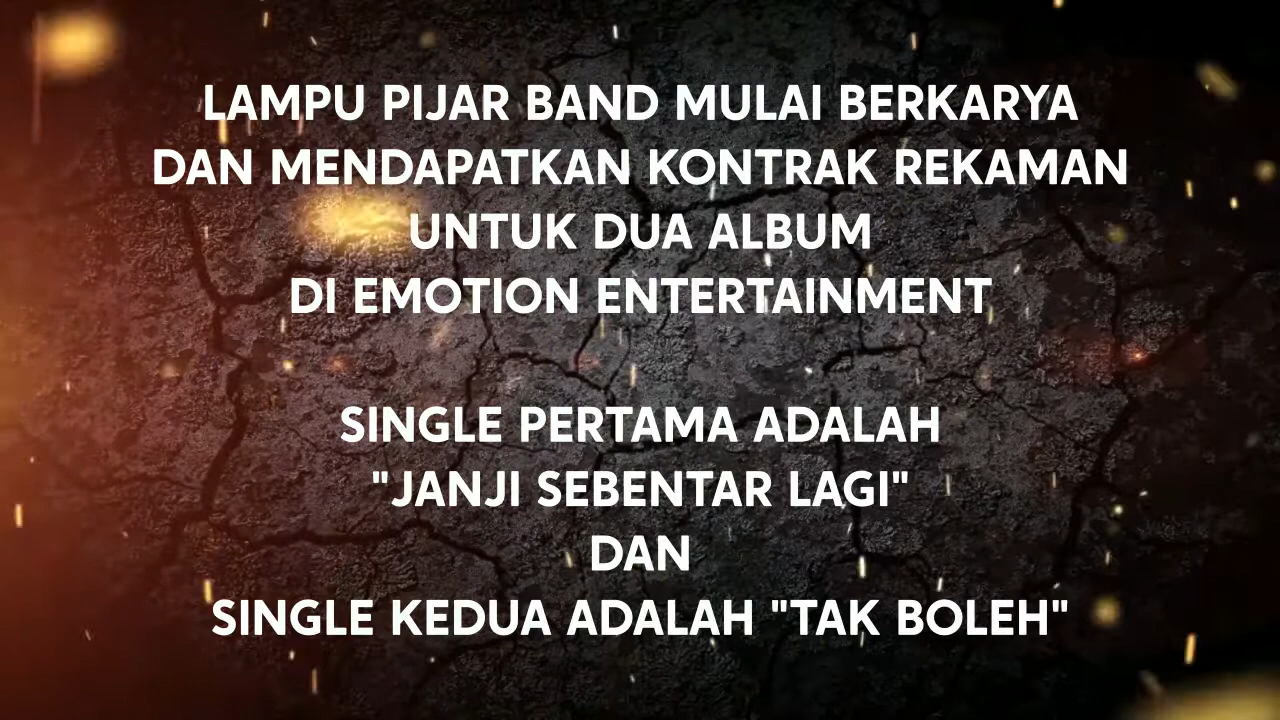 LAMPU PIJAR BAND MULAI BERKARYA
DAN MENDAPATKAN KONTRAK REKAMAN
UNTUK DUA ALBUM
DI EMOTION ENTERTAINMENT
SINGLE PERTAMA ADALAH
"JANJI SEBENTAR LAGI"
DAN
SINGLE KEDUA ADALAH "TAK BOLEH"